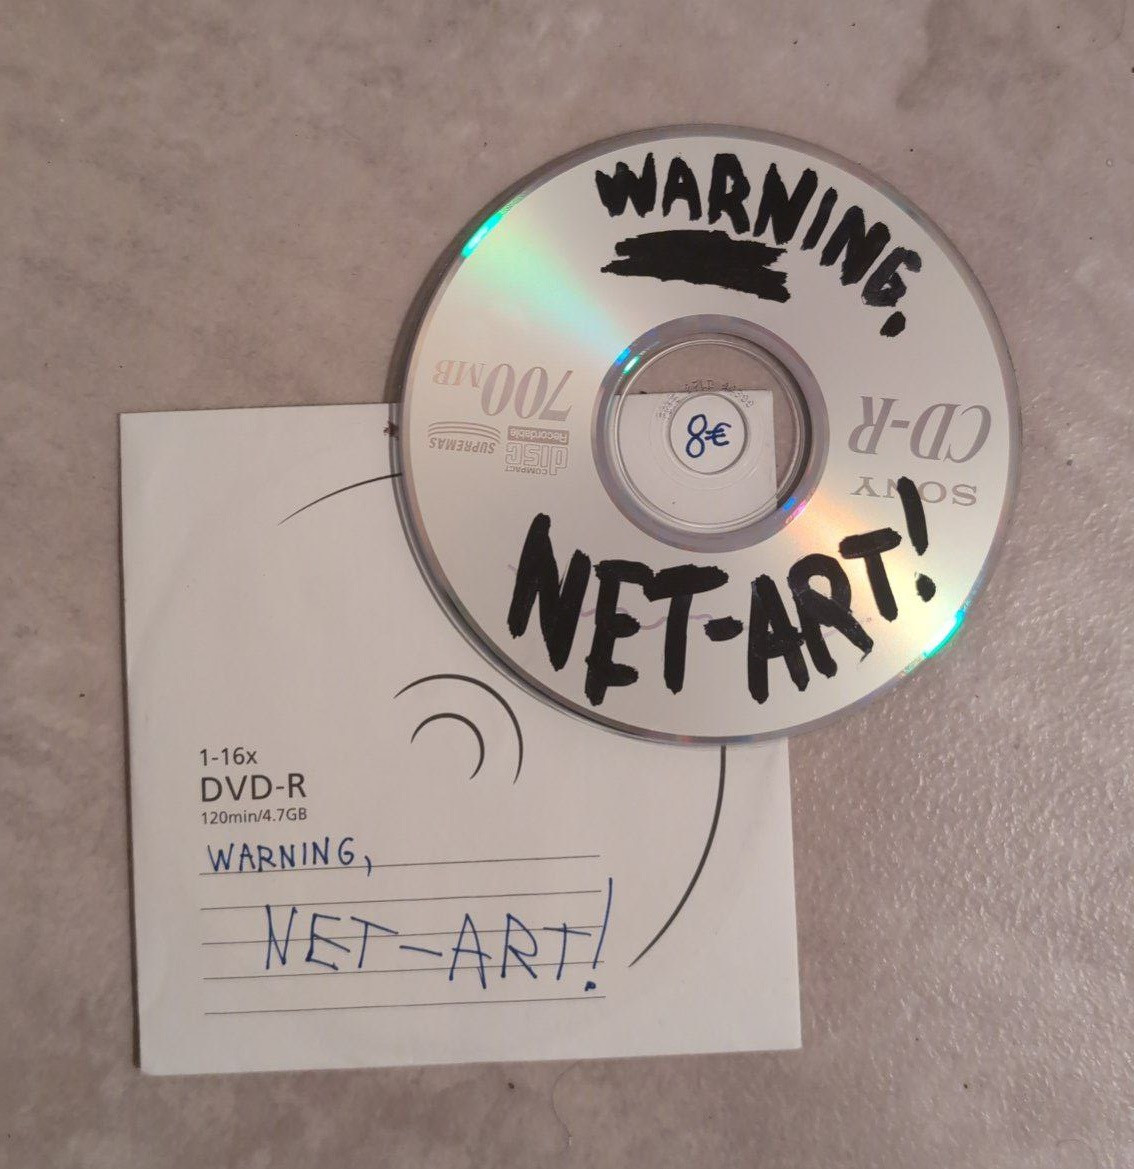 WARNING,
700MB
CD-R
SUPREMAS
COMPACT
disc
Recordable
8€
SONY
NET-ART!
1-16x
DVD-R
120min/4.7GB
WARNING,
NET-ART!